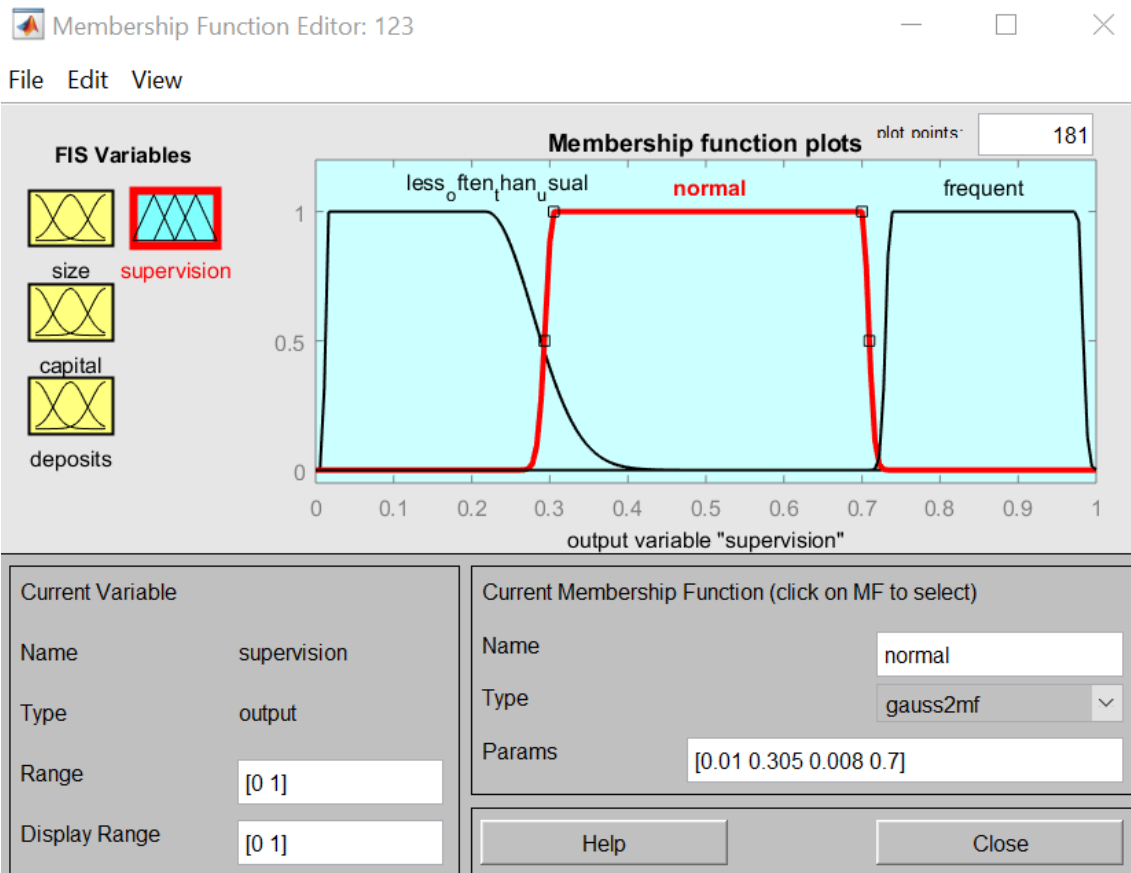 Membership Function Editor: 123
File Edit View
FIS Variables
Membership function plots
plot points:
181
size
supervision
capital
deposits
less_often_than_usual
normal
frequent
1
0.5
0
0 0.1 0.2 0.3 0.4 0.5 0.6 0.7 0.8 0.9 1
output variable "supervision"
Current Variable
Name supervision
Type output
Range [0 1]
Display Range [0 1]
Current Membership Function (click on MF to select)
Name normal
Type gauss2mf
Params [0.01 0.305 0.008 0.7]
Help Close